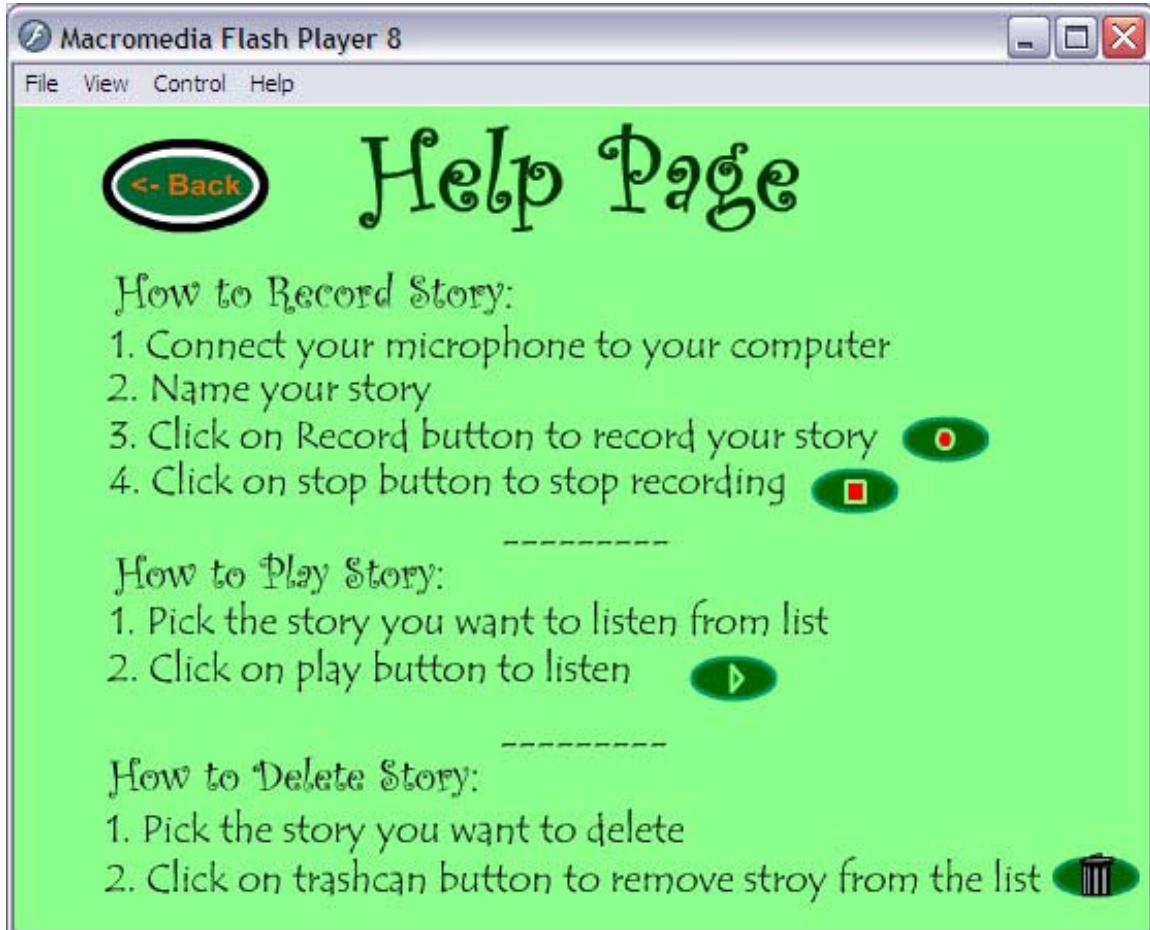 Macromedia Flash Player 8
File View Control Help
<- Back
Help Page
How to Record Story:
1. Connect your microphone to your computer
2. Name your story
3. Click on Record button to record your story
4. Click on stop button to stop recording
---------
How to Play Story:
1. Pick the story you want to listen from list
2. Click on play button to listen
---------
How to Delete Story:
1. Pick the story you want to delete
2. Click on trashcan button to remove stroy from the list